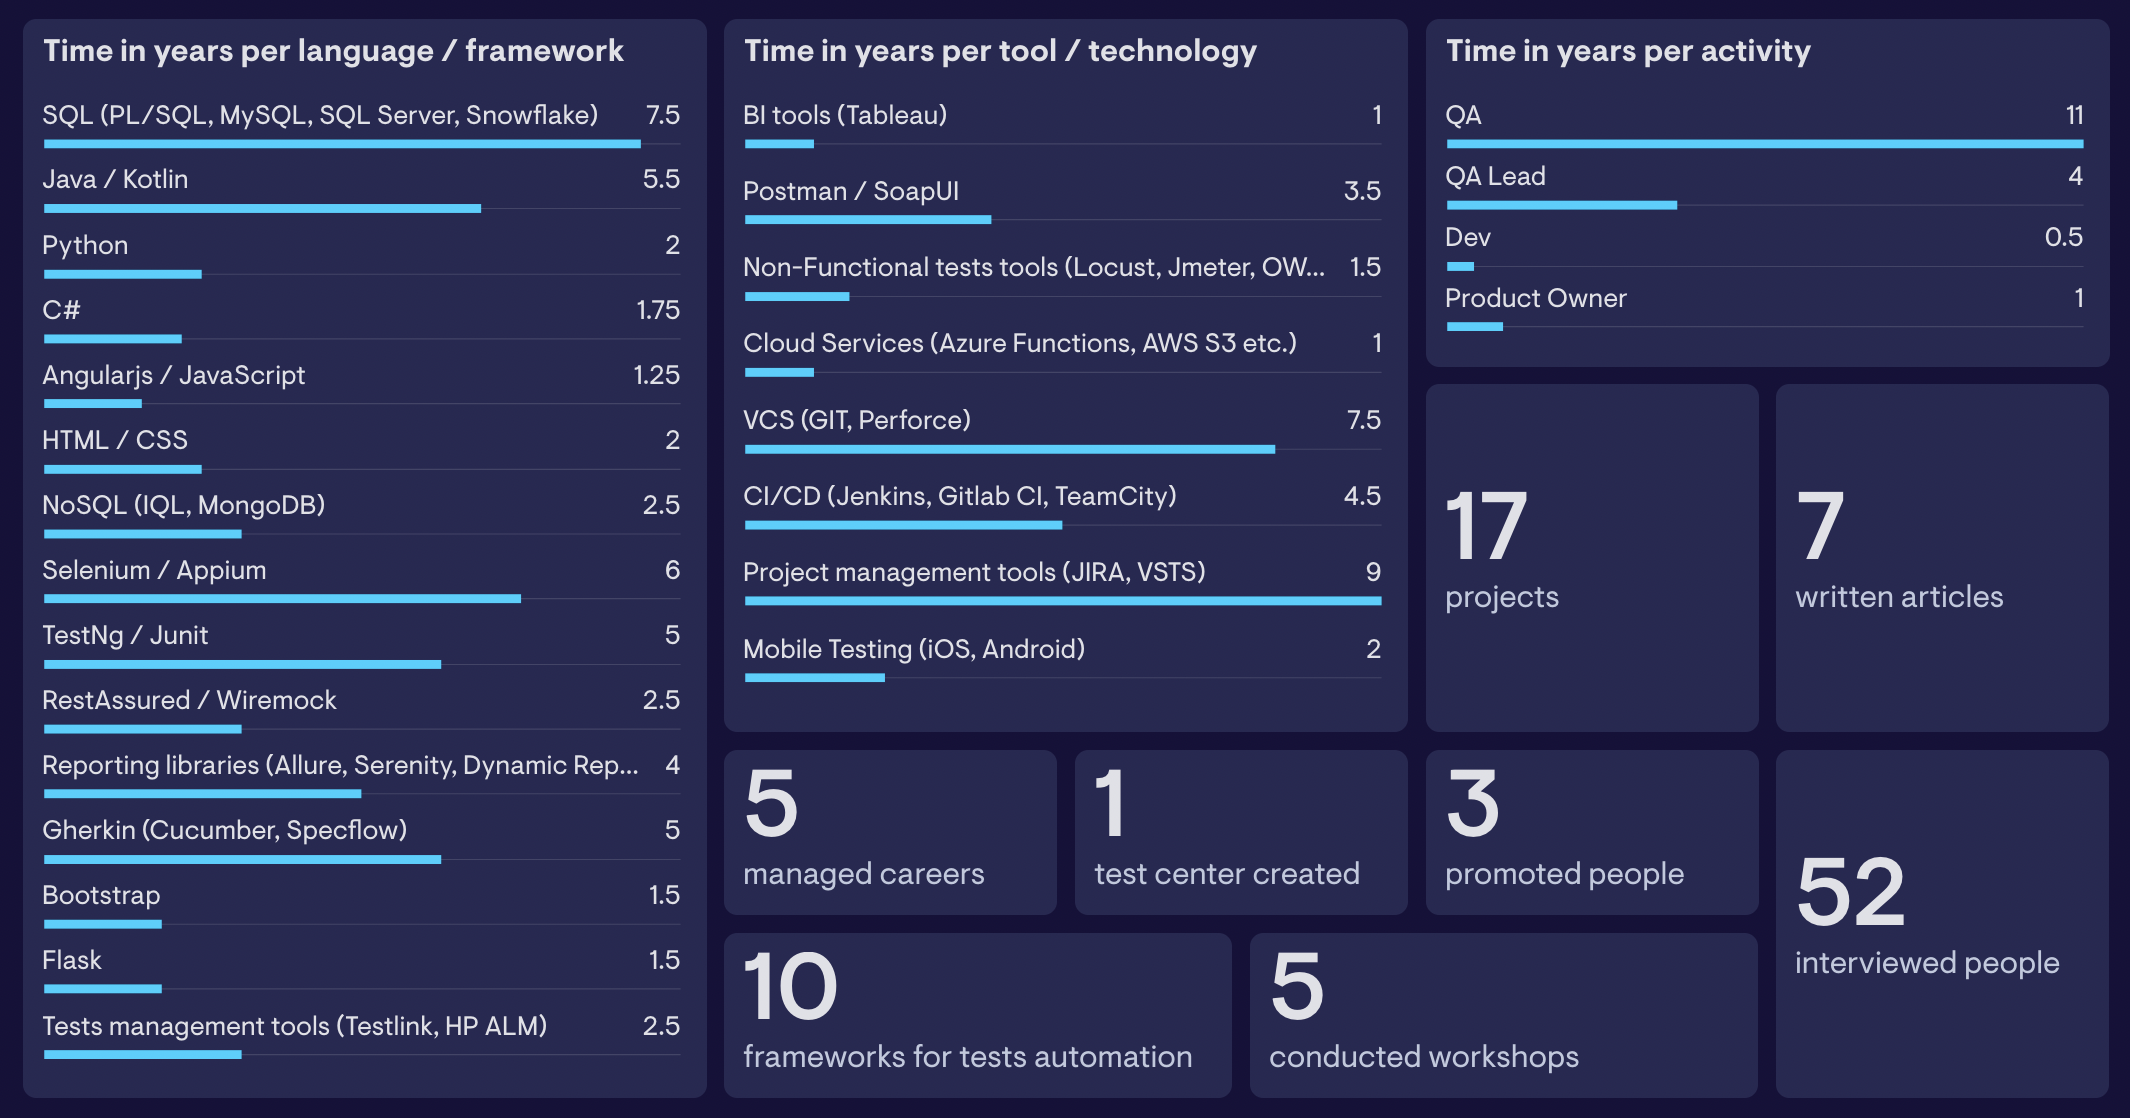 Time in years per language / framework
SQL (PL/SQL, MySQL, SQL Server, Snowflake) 7.5
Java / Kotlin 5.5
Python 2
C# 1.75
Angularjs / JavaScript 1.25
HTML / CSS 2
NoSQL (IQL, MongoDB) 2.5
Selenium / Appium 6
TestNg / Junit 5
RestAssured / Wiremock 2.5
Reporting libraries (Allure, Serenity, Dynamic Rep... 4
Gherkin (Cucumber, Specflow) 5
Bootstrap 1.5
Flask 1.5
Tests management tools (Testlink, HP ALM) 2.5
Time in years per tool / technology
BI tools (Tableau) 1
Postman / SoapUI 3.5
Non-Functional tests tools (Locust, Jmeter, OW... 1.5
Cloud Services (Azure Functions, AWS S3 etc.) 1
VCS (GIT, Perforce) 7.5
CI/CD (Jenkins, Gitlab CI, TeamCity) 4.5
Project management tools (JIRA, VSTS) 9
Mobile Testing (iOS, Android) 2
Time in years per activity
QA 11
QA Lead 4
Dev 0.5
Product Owner 1
17
projects
7
written articles
5
managed careers
1
test center created
3
promoted people
52
interviewed people
10
frameworks for tests automation
5
conducted workshops